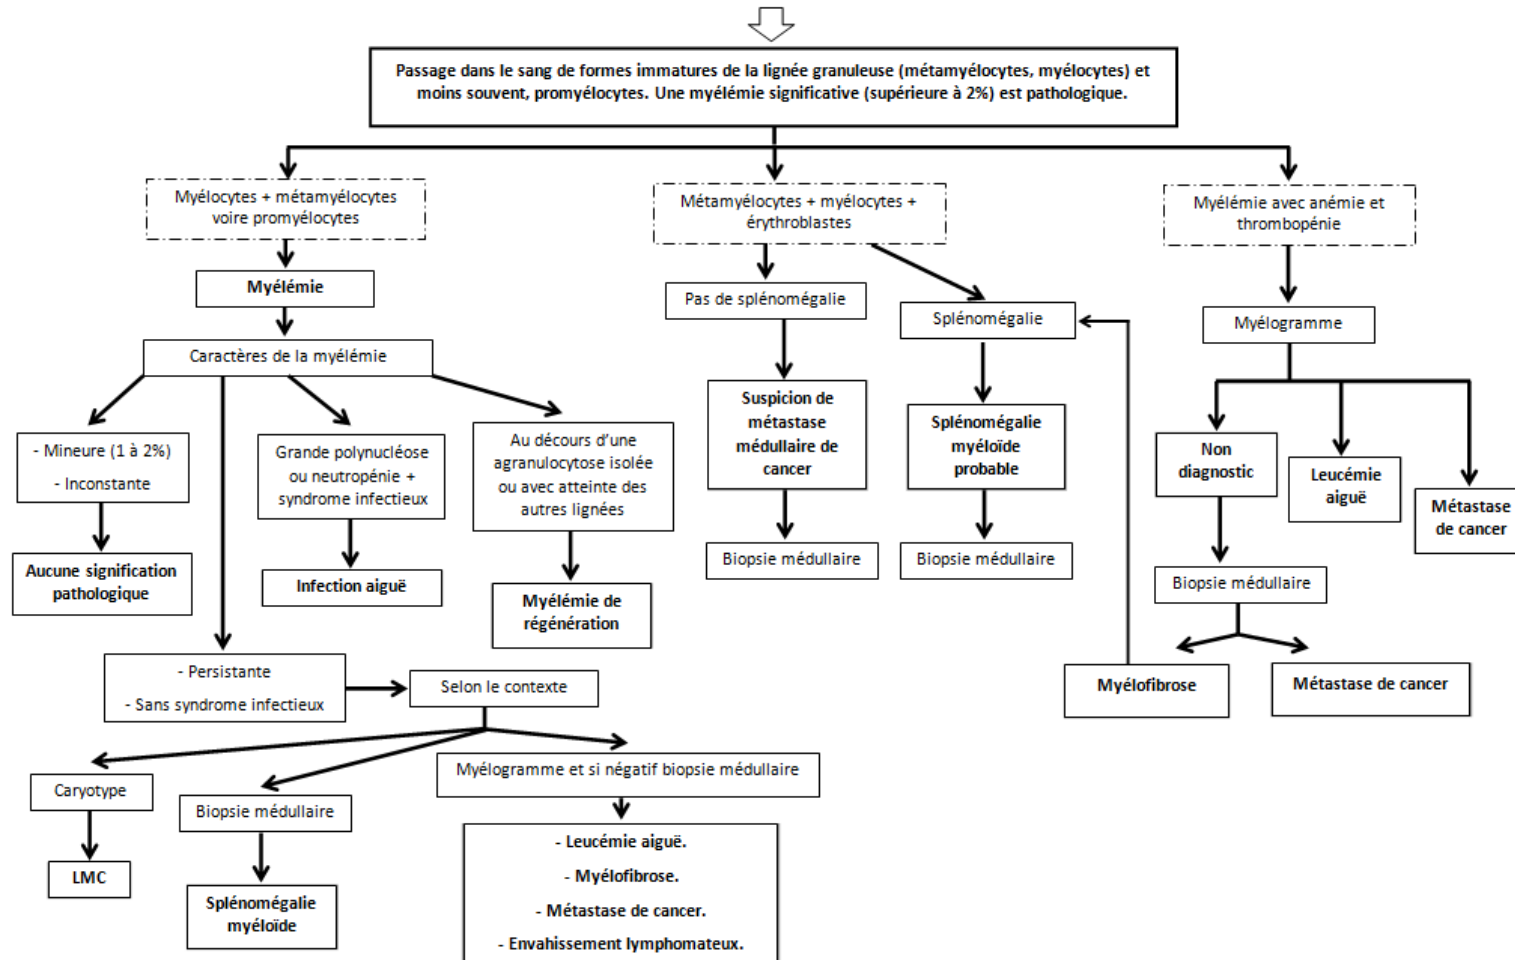 Passage dans le sang de formes immatures de la lignée granuleuse (métamyélocytes, myélocytes) et
moins souvent, promyélocytes. Une myélémie significative (supérieure à 2%) est pathologique.
Myélocytes + métamyélocytes
voire promyélocytes
Métamyélocytes + myélocytes +
érythroblastes
Myélémie avec anémie et
thrombopénie
Myélémie
Pas de splénomégalie
Splénomégalie
Myélogramme
Caractères de la myélémie
- Mineure (1 à 2%)
- Inconstante
Grande polynucléose
ou neutropénie +
syndrome infectieux
Au décours d’une
agranulocytose isolée
ou avec atteinte des
autres lignées
Suspicion de
métastase
médullaire de
cancer
Splénomégalie
myéloïde
probable
Non
diagnostic
Leucémie
aiguë
Métastase
de cancer
Aucune signification
pathologique
Infection aiguë
Myélémie de
régénération
Biopsie médullaire
Biopsie médullaire
Biopsie médullaire
- Persistante
- Sans syndrome infectieux
Selon le contexte
Myélofibrose
Métastase de cancer
Caryotype
Biopsie médullaire
Myélogramme et si négatif biopsie médullaire
LMC
Splénomégalie
myéloïde
- Leucémie aiguë.
- Myélofibrose.
- Métastase de cancer.
- Envahissement lymphomateux.